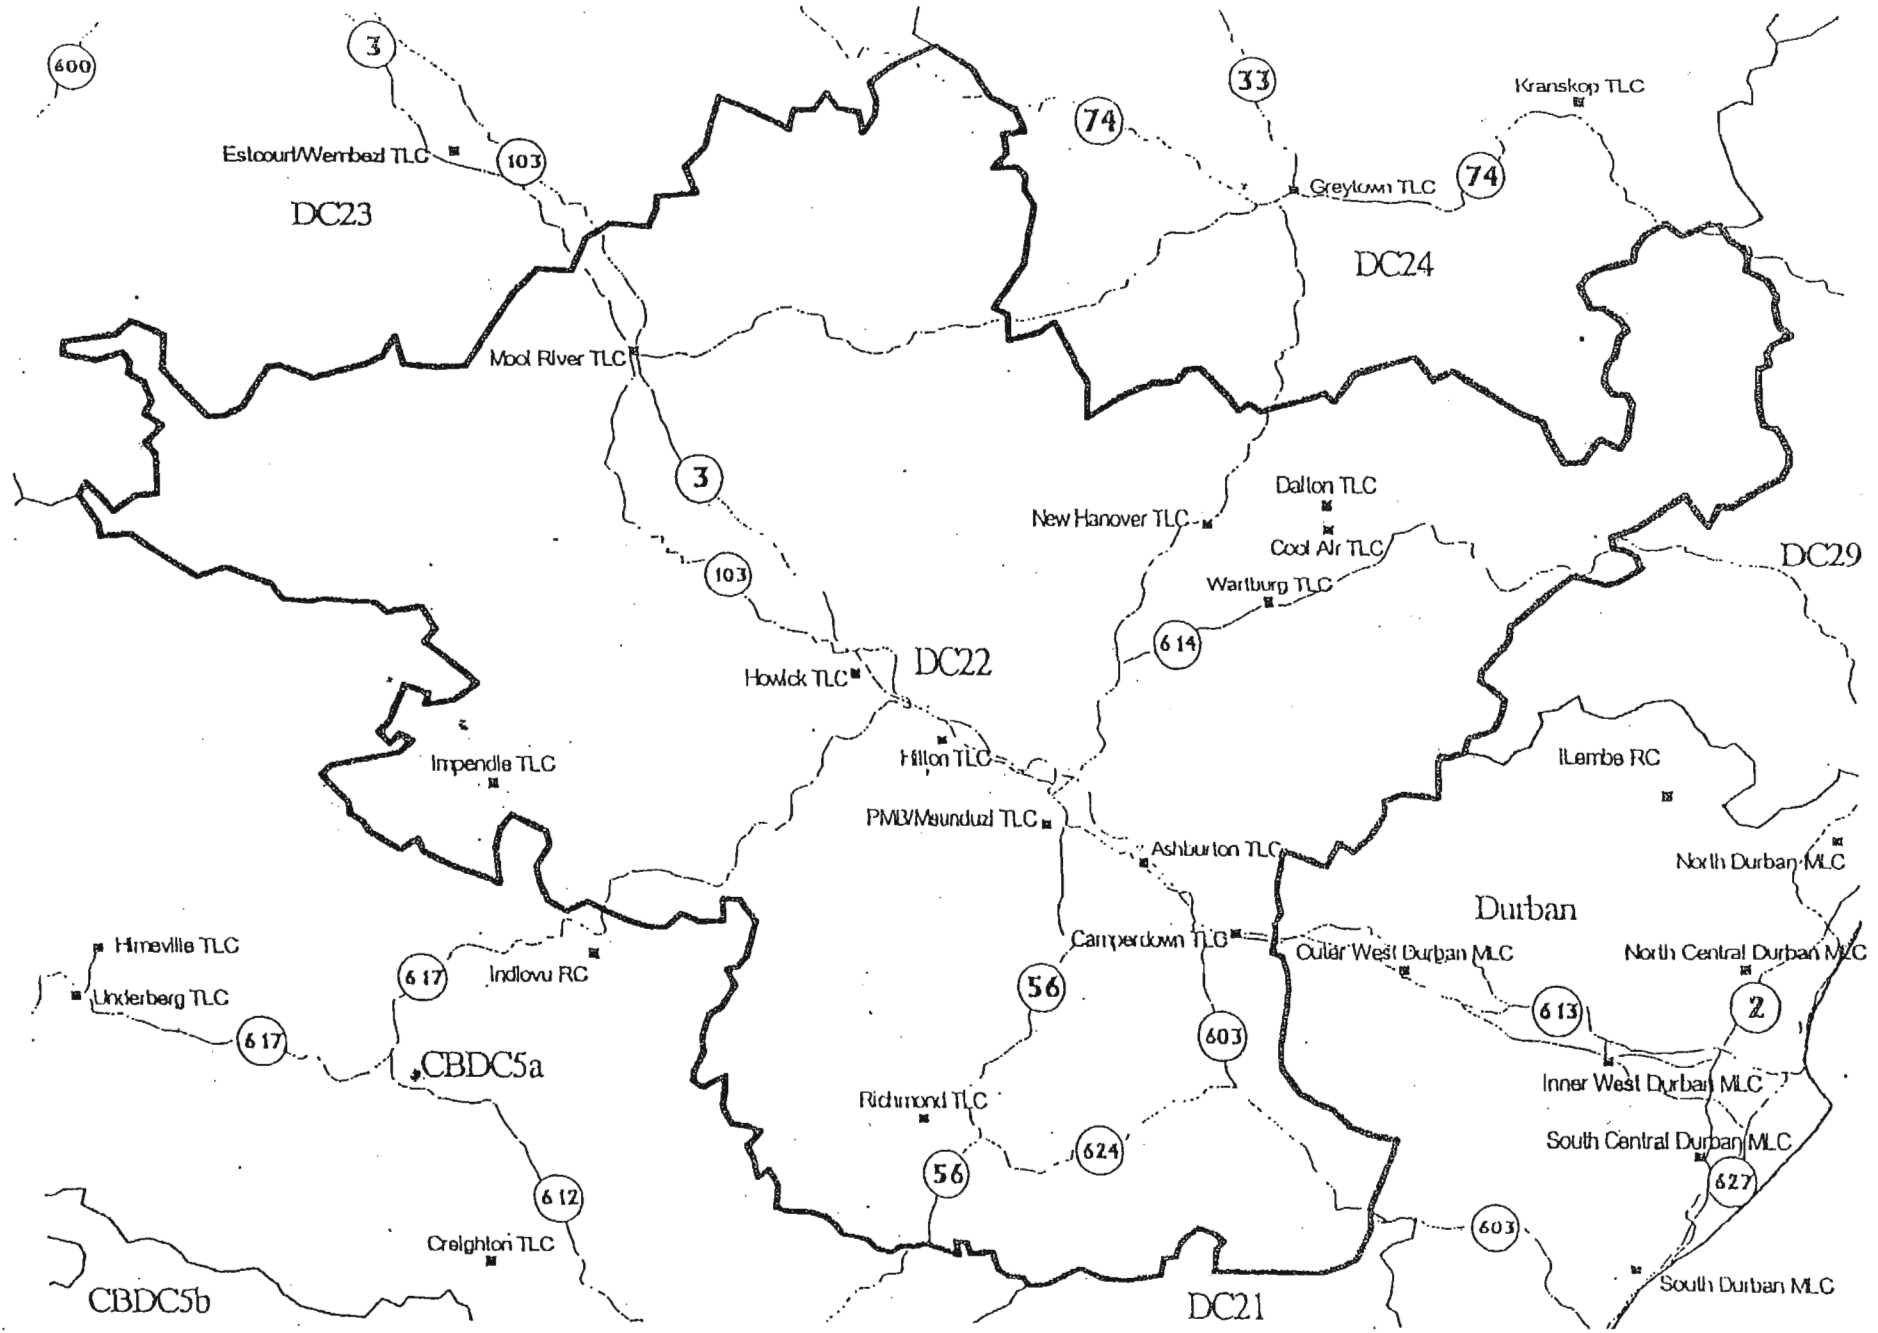 3
600
33
Kranskop TLC
74
Estcourt/Wembezi TLC
103
74
Greytown TLC
DC23
DC24
Mooi River TLC
3
Dalton TLC
New Hanover TLC
Cool Air TLC
DC29
103
Wartburg TLC
614
Howick TLC
DC22
Hilton TLC
ILembe RC
Impendle TLC
PMB/Msunduzi TLC
Ashburton TLC
North Durban MLC
Durban
Himeville TLC
Camperdown TLC
Outer West Durban MLC
North Central Durban MLC
617
Indlovu RC
Underberg TLC
56
613
2
617
603
CBDC5a
Inner West Durban MLC
Richmond TLC
South Central Durban MLC
624
56
627
612
603
Creighton TLC
South Durban MLC
CBDC5b
DC21